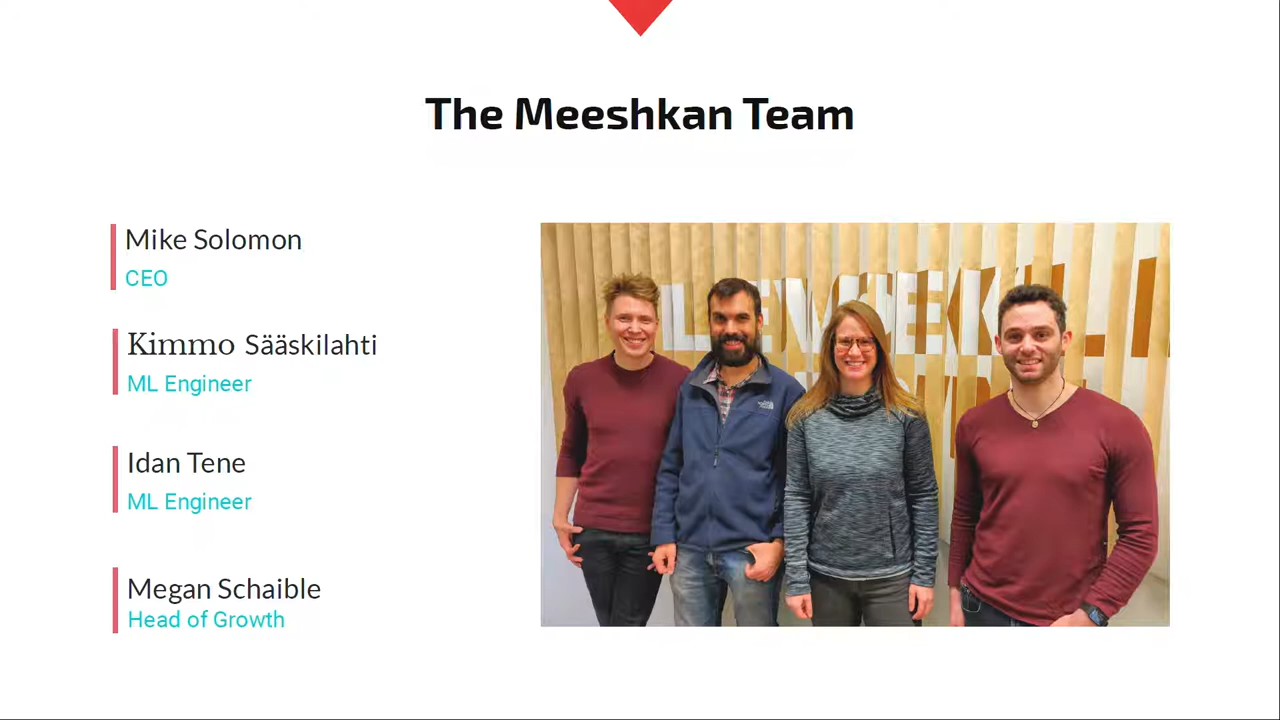 The Meeshkan Team
Mike Solomon
CEO
Kimmo Sääskilahti
ML Engineer
Idan Tene
ML Engineer
Megan Schaible
Head of Growth